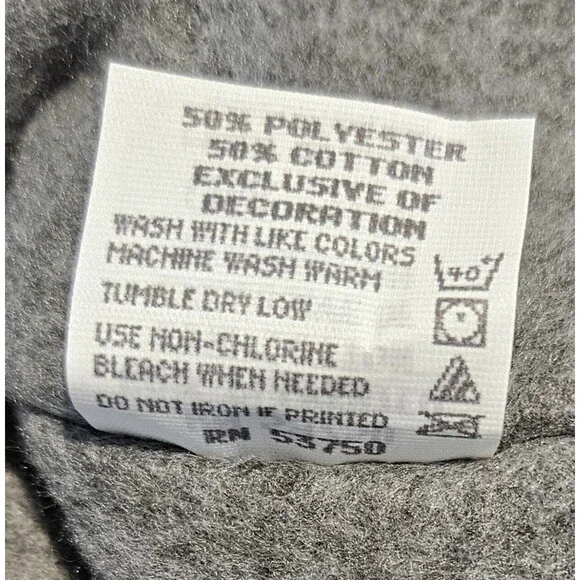 50% POLYESTER
50% COTTON
EXCLUSIVE OF
DECORATION
WASH WITH LIKE COLORS
MACHINE WASH WARM
40°
TUMBLE DRY LOW
USE NON-CHLORINE
BLEACH WHEN NEEDED
DO NOT IRON IF PRINTED
RN 53750